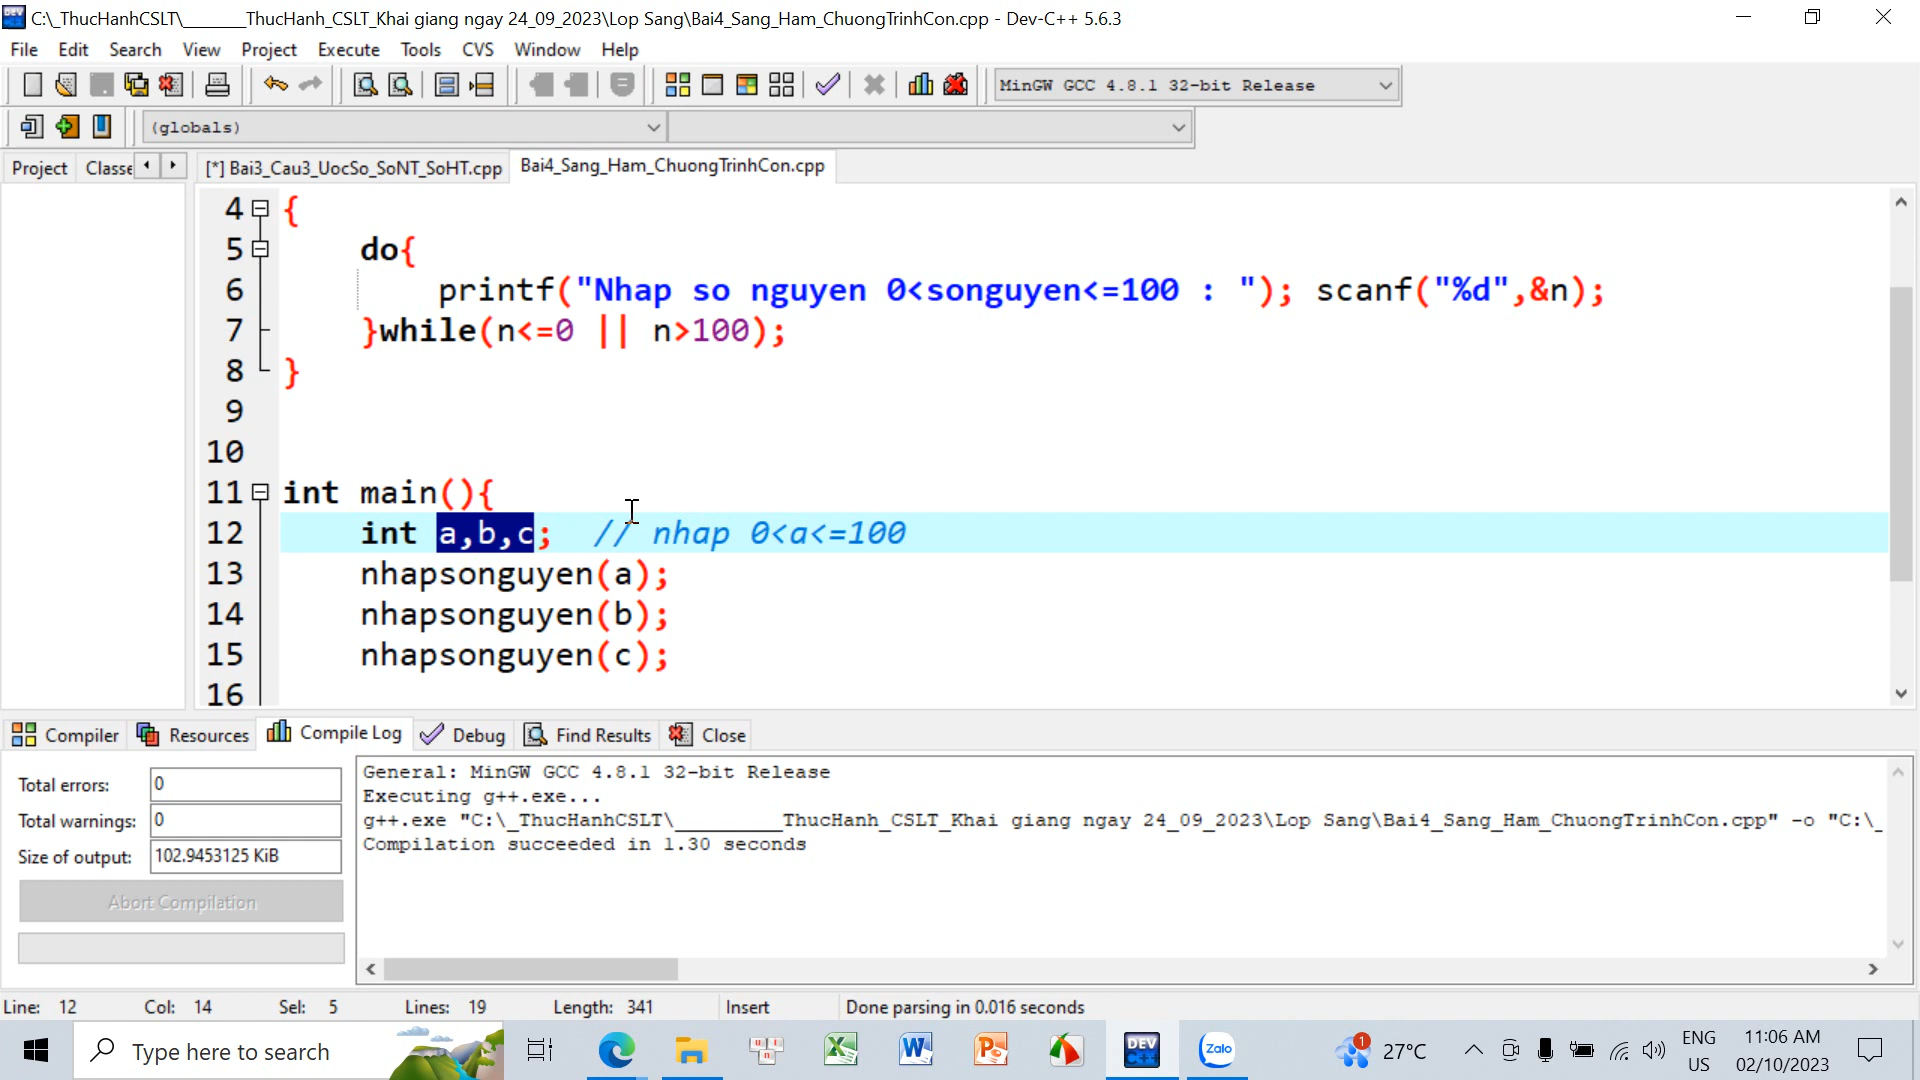 C:\_ThucHanhCSLT\_______ThucHanh_CSLT_Khai giang ngay 24_09_2023\Lop Sang\Bai4_Sang_Ham_ChuongTrinhCon.cpp - Dev-C++ 5.6.3
File Edit Search View Project Execute Tools CVS Window Help
MinGW GCC 4.8.1 32-bit Release
(globals)
Project Classe [*] Bai3_Cau3_UocSo_SoNT_SoHT.cpp Bai4_Sang_Ham_ChuongTrinhCon.cpp
4 {
5 do{
6 printf("Nhap so nguyen 0<songuyen<=100 : "); scanf("%d",&n);
7 }while(n<=0 || n>100);
8 }
9
10
11 int main(){
12 int a,b,c; // nhap 0<a<=100
13 nhapsonguyen(a);
14 nhapsonguyen(b);
15 nhapsonguyen(c);
16
Compiler Resources Compile Log Debug Find Results Close
Total errors: 0
Total warnings: 0
Size of output: 102.9453125 KiB
Abort Compilation
General: MinGW GCC 4.8.1 32-bit Release
Executing g++.exe...
g++.exe "C:\_ThucHanhCSLT\_________ThucHanh_CSLT_Khai giang ngay 24_09_2023\Lop Sang\Bai4_Sang_Ham_ChuongTrinhCon.cpp" -o "C:\_
Compilation succeeded in 1.30 seconds
Line: 12 Col: 14 Sel: 5 Lines: 19 Length: 341 Insert Done parsing in 0.016 seconds
Type here to search
DEV C++
Zalo
1
27°C
ENG
US
11:06 AM
02/10/2023